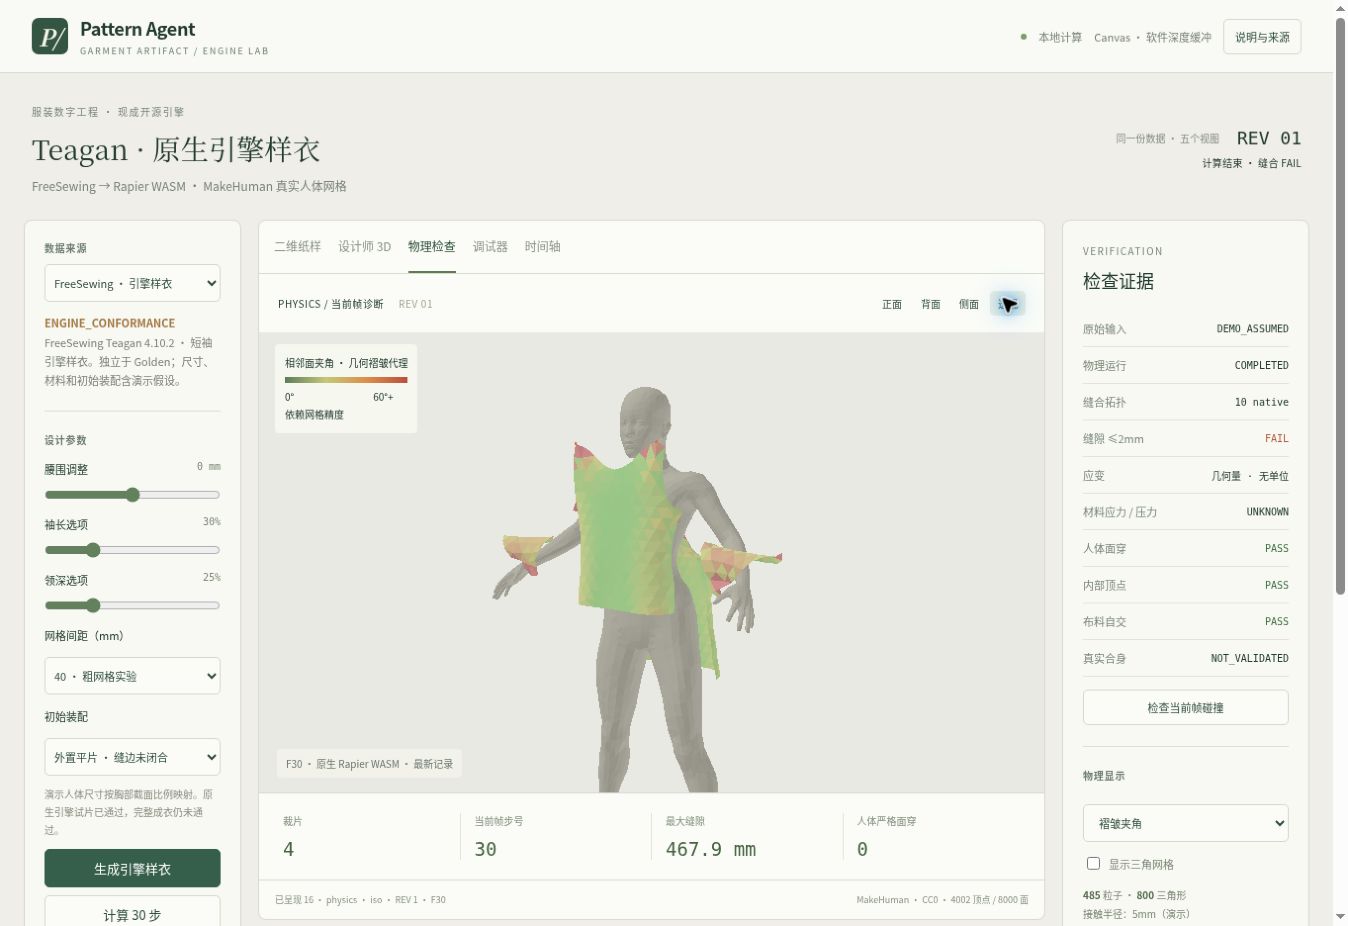 P/
Pattern Agent
GARMENT ARTIFACT / ENGINE LAB
本地计算 Canvas · 软件深度缓冲 说明与来源
服装数字工程 · 现成开源引擎
Teagan · 原生引擎样衣
FreeSewing → Rapier WASM · MakeHuman 真实人体网格
同一份数据 · 五个视图 REV 01
计算结束 · 缝合 FAIL
数据来源
FreeSewing · 引擎样衣
ENGINE_CONFORMANCE
FreeSewing Teagan 4.10.2 · 短袖
引擎样衣。独立于 Golden；尺寸、
材料和初始装配含演示假设。
设计参数
腰围调整 0 mm
袖长选项 30%
领深选项 25%
网格间距（mm）
40 · 粗网格实验
初始装配
外置平片 · 缝边未闭合
演示人体尺寸按胸部截面比例映射。原
生引擎试片已通过，完整成衣仍未通
过。
生成引擎样衣
计算 30 步
二维纸样 设计师 3D 物理检查 调试器 时间轴
PHYSICS / 当前帧诊断 REV 01 正面 背面 侧面
相邻面夹角 · 几何褶皱代理
0° 60°+
依赖网格精度
F30 · 原生 Rapier WASM · 最新记录
裁片 当前帧步号 最大缝隙 人体严格面穿
4 30 467.9 mm 0
已呈现 16 · physics · iso · REV 1 · F30 MakeHuman · CC0 · 4002 顶点 / 8000 面
VERIFICATION
检查证据
原始输入 DEMO_ASSUMED
物理运行 COMPLETED
缝合拓扑 10 native
缝隙 ≤2mm FAIL
应变 几何量 · 无单位
材料应力 / 压力 UNKNOWN
人体面穿 PASS
内部顶点 PASS
布料自交 PASS
真实合身 NOT_VALIDATED
检查当前帧碰撞
物理显示
褶皱夹角
显示三角网格
485 粒子 · 800 三角形
接触半径：5mm（演示）